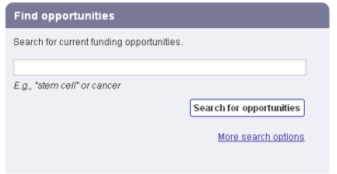 Find opportunities
Search for current funding opportunities.
E.g., "stem cell" or cancer
Search for opportunities
More search options